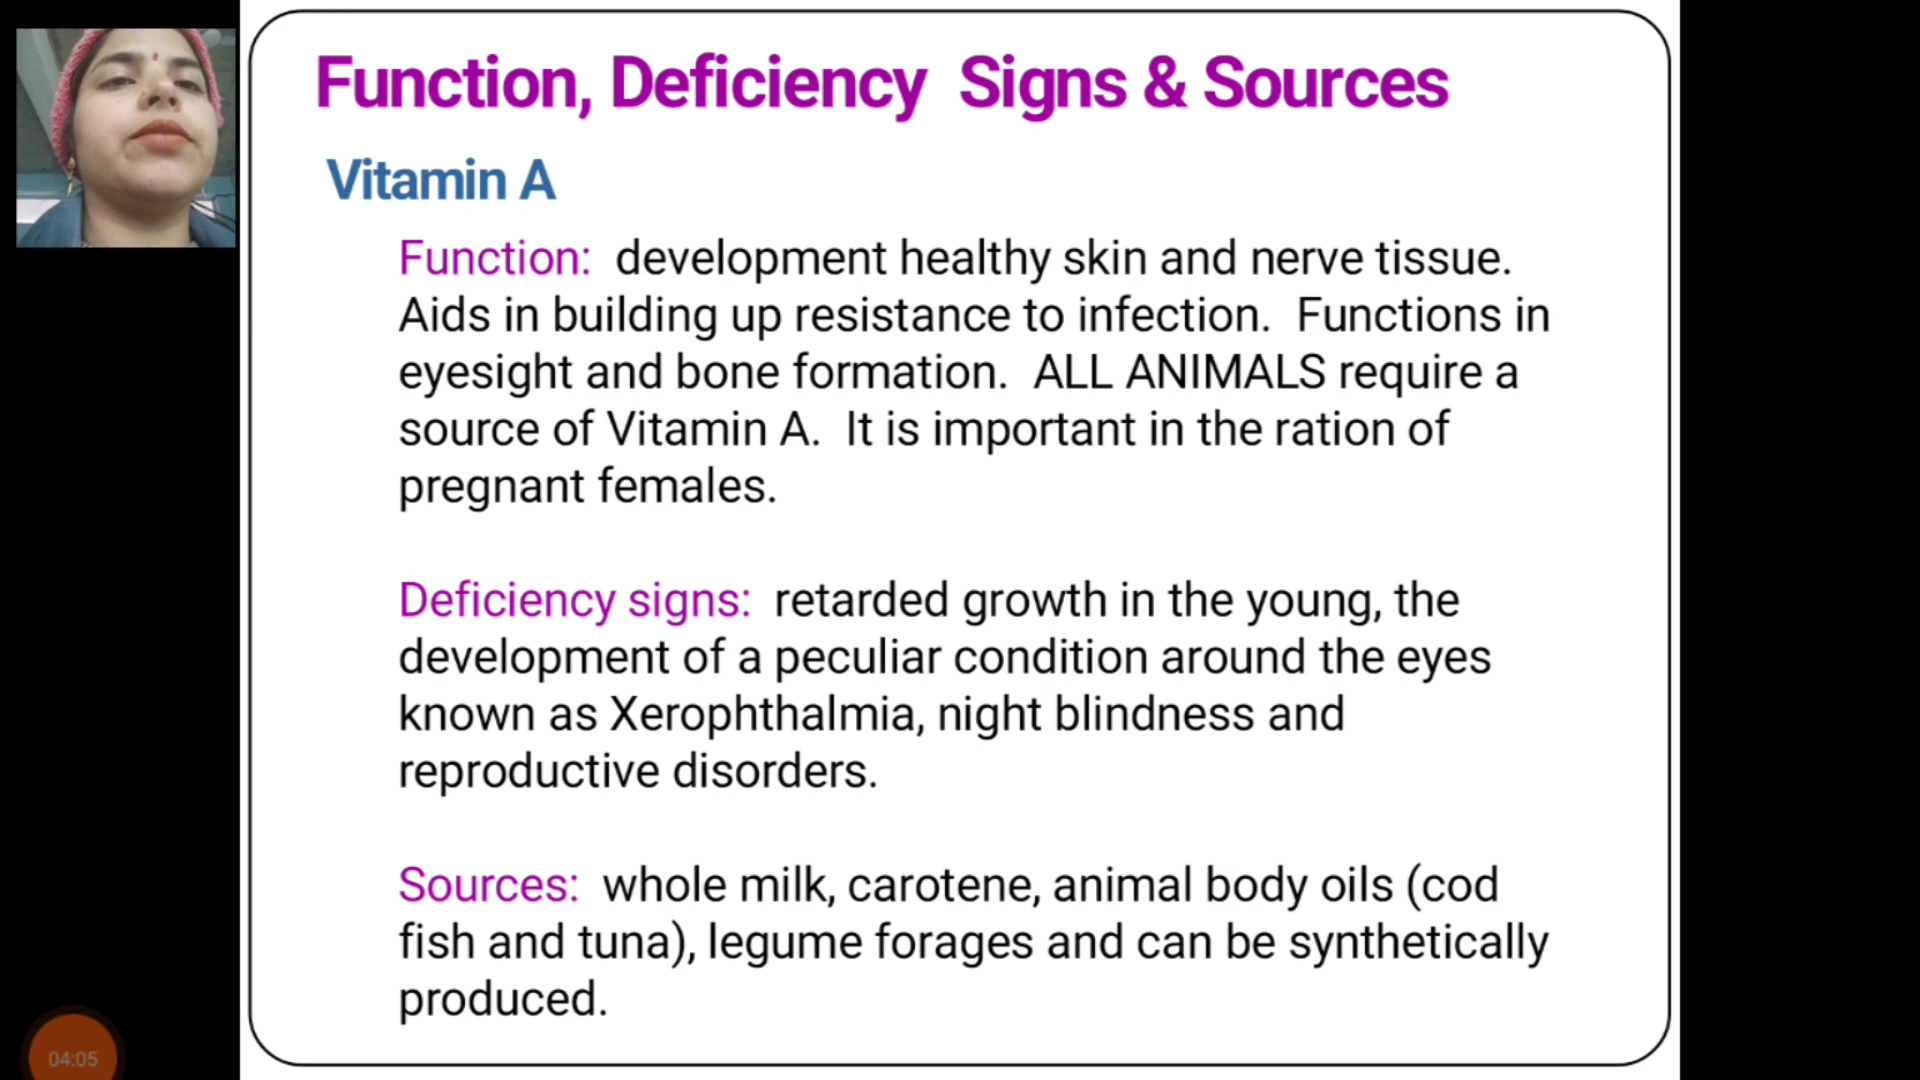 Function, Deficiency  Signs & Sources
Vitamin A
Function:  development healthy skin and nerve tissue.
Aids in building up resistance to infection.  Functions in
eyesight and bone formation.  ALL ANIMALS require a
source of Vitamin A.  It is important in the ration of
pregnant females.
Deficiency signs:  retarded growth in the young, the
development of a peculiar condition around the eyes
known as Xerophthalmia, night blindness and
reproductive disorders.
Sources:  whole milk, carotene, animal body oils (cod
fish and tuna), legume forages and can be synthetically
produced.
04:05